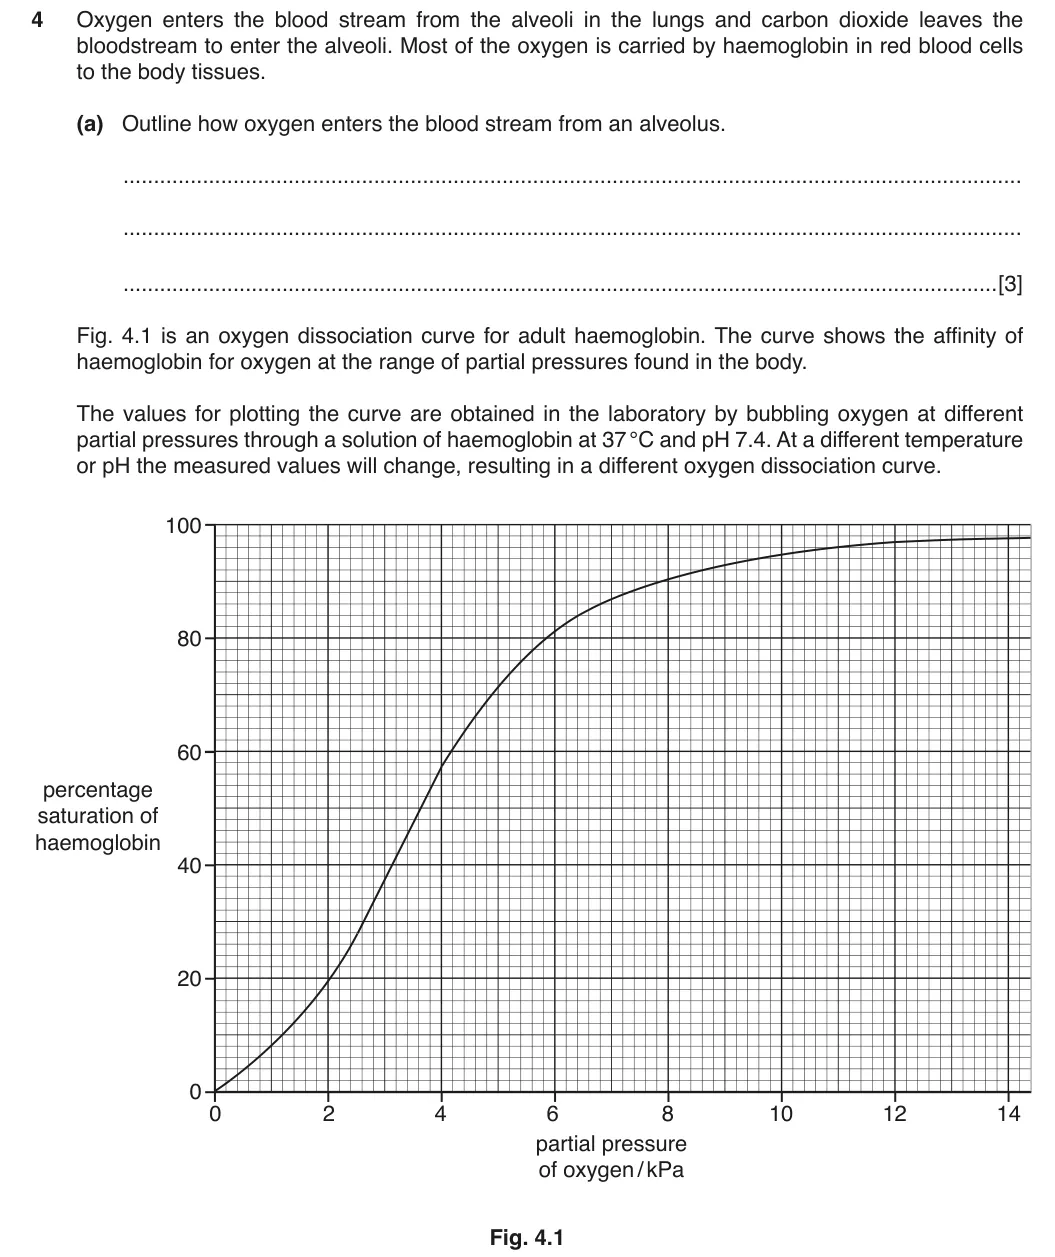 4 Oxygen enters the blood stream from the alveoli in the lungs and carbon dioxide leaves the
bloodstream to enter the alveoli. Most of the oxygen is carried by haemoglobin in red blood cells
to the body tissues.
(a) Outline how oxygen enters the blood stream from an alveolus.
..........................................................................................................................................................
..........................................................................................................................................................
.....................................................................................................................................................[3]
Fig. 4.1 is an oxygen dissociation curve for adult haemoglobin. The curve shows the affinity of
haemoglobin for oxygen at the range of partial pressures found in the body.
The values for plotting the curve are obtained in the laboratory by bubbling oxygen at different
partial pressures through a solution of haemoglobin at 37 °C and pH 7.4. At a different temperature
or pH the measured values will change, resulting in a different oxygen dissociation curve.
100
80
60
percentage
saturation of
haemoglobin
40
20
0
0 2 4 6 8 10 12 14
partial pressure
of oxygen / kPa
Fig. 4.1